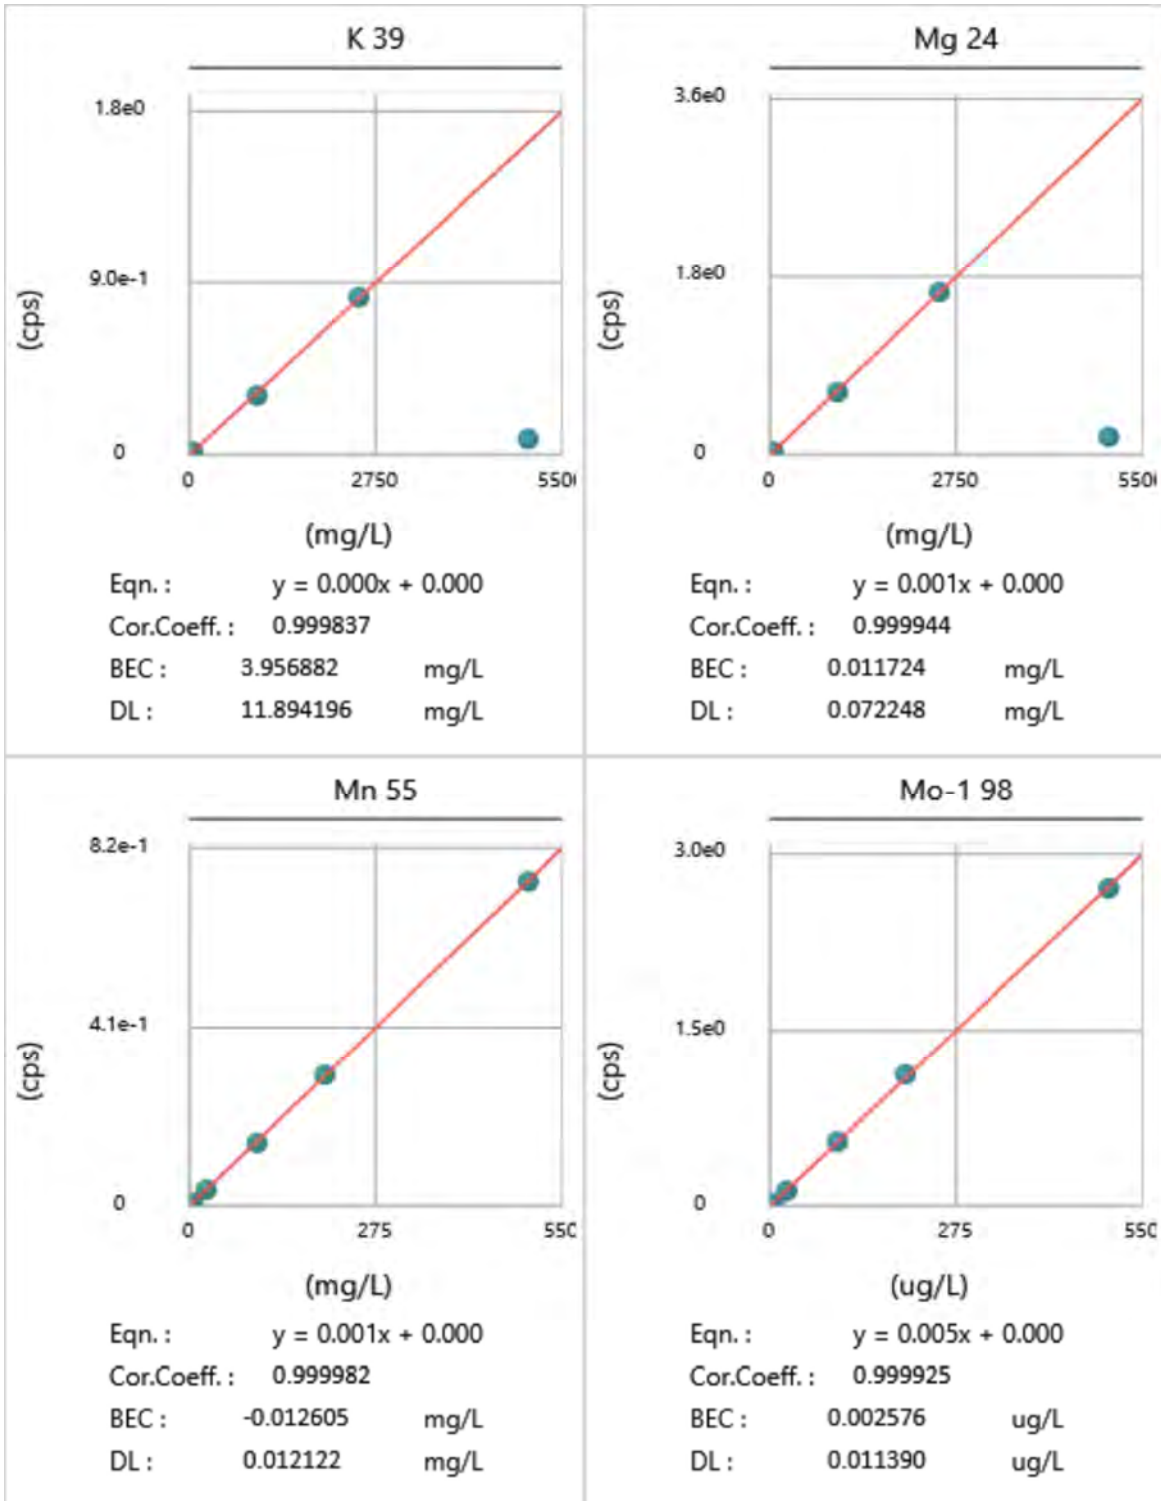 K 39
1.8e0
9.0e-1
0
(cps)
0 2750 550
(mg/L)
Eqn. : y = 0.000x + 0.000
Cor.Coeff. : 0.999837
BEC : 3.956882 mg/L
DL : 11.894196 mg/L
Mg 24
3.6e0
1.8e0
0
(cps)
0 2750 550
(mg/L)
Eqn. : y = 0.001x + 0.000
Cor.Coeff. : 0.999944
BEC : 0.011724 mg/L
DL : 0.072248 mg/L
Mn 55
8.2e-1
4.1e-1
0
(cps)
0 275 550
(mg/L)
Eqn. : y = 0.001x + 0.000
Cor.Coeff. : 0.999982
BEC : -0.012605 mg/L
DL : 0.012122 mg/L
Mo-1 98
3.0e0
1.5e0
0
(cps)
0 275 550
(ug/L)
Eqn. : y = 0.005x + 0.000
Cor.Coeff. : 0.999925
BEC : 0.002576 ug/L
DL : 0.011390 ug/L